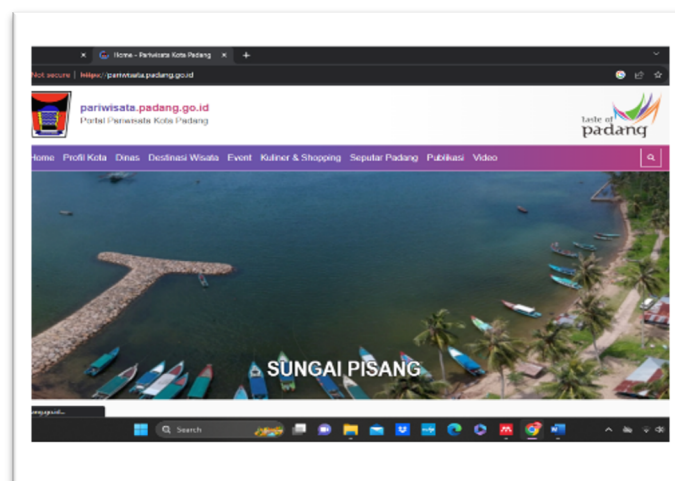 Home - Pariwisata Kota Padang
Not secure | https://pariwisata.padang.go.id
pariwisata.padang.go.id
Portal Pariwisata Kota Padang
taste of
padang
Home Profil Kota Dinas Destinasi Wisata Event Kuliner & Shopping Seputar Padang Publikasi Video
SUNGAI PISANG
Search